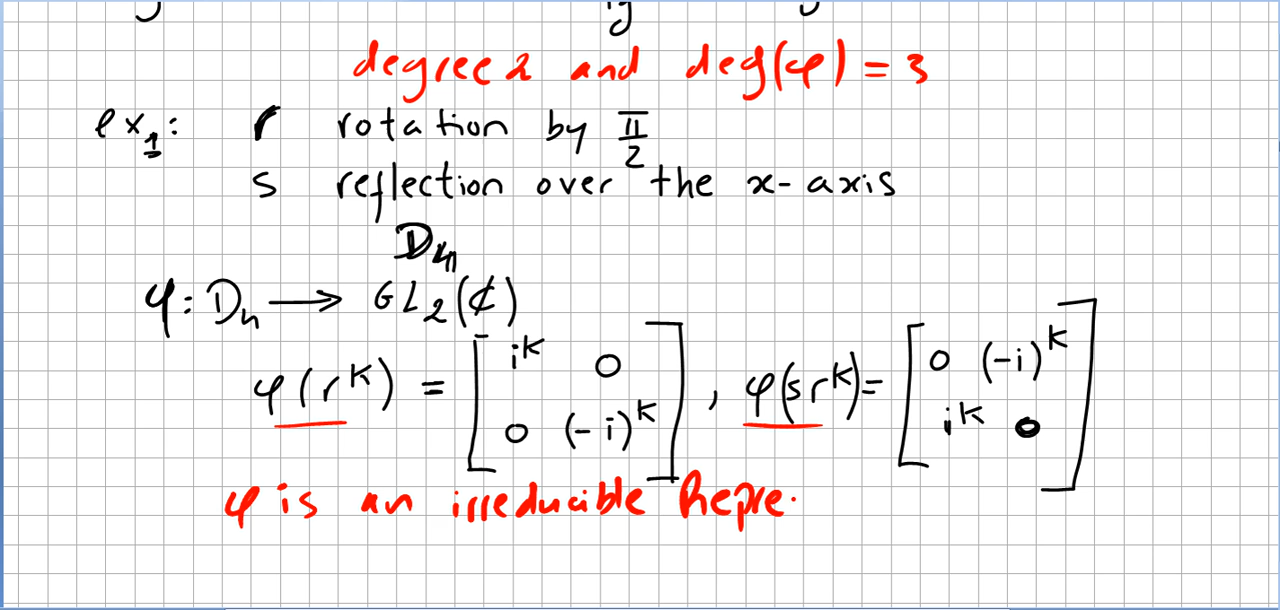 degree 2 and deg(φ) = 3
ex1: r rotation by π/2
s reflection over the x-axis
D4
φ: D4 → GL2(ℂ)
φ(r^k) = [i^k 0; 0 (-i)^k], φ(sr^k) = [0 (-i)^k; i^k 0]
φ is an irreducible Repre.